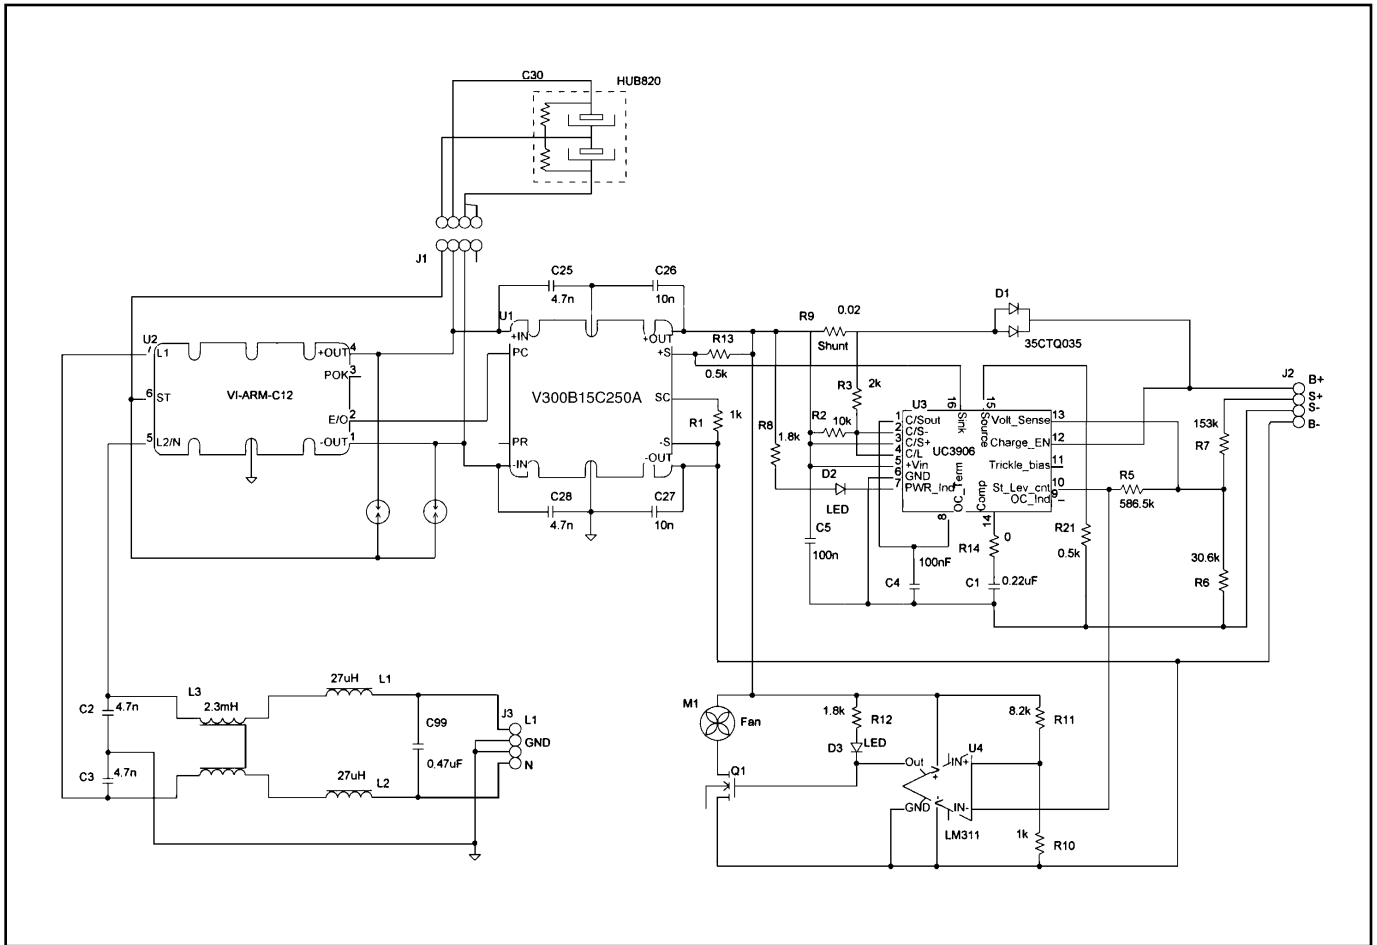 C30
HUB820
J1
U2
L1
+OUT
4
POK
3
6
ST
VI-ARM-C12
E/O
2
5
L2/N
-OUT
1
C25
4.7n
C26
10n
U1
+IN
+OUT
PC
+S
V300B15C250A
SC
PR
-S
-IN
-OUT
C28
4.7n
C27
10n
R13
0.5k
R1
1k
R9
0.02
Shunt
D1
35CTQ035
R3
2k
R2
10k
R8
1.8k
D2
LED
C5
100n
U3
UC3906
1
C/Sout
2
C/S-
3
C/S+
4
C/L
5
+Vin
6
GND
7
PWR_Ind
16
Sink
15
Source
Volt_Sense
13
Charge_EN
12
Trickle_bias
11
St_Lev_cnt
10
OC_Ind
9
OC_Term
8
Comp
14
R14
0
C4
100nF
C1
0.22uF
R5
586.5k
R21
0.5k
R7
153k
R6
30.6k
J2
B+
S+
S-
B-
C2
4.7n
C3
4.7n
L3
2.3mH
27uH
L1
27uH
L2
C99
0.47uF
J3
L1
GND
N
M1
Fan
Q1
1.8k
R12
D3
LED
8.2k
R11
U4
Out
IN+
V+
V-
GND
IN-
LM311
1k
R10